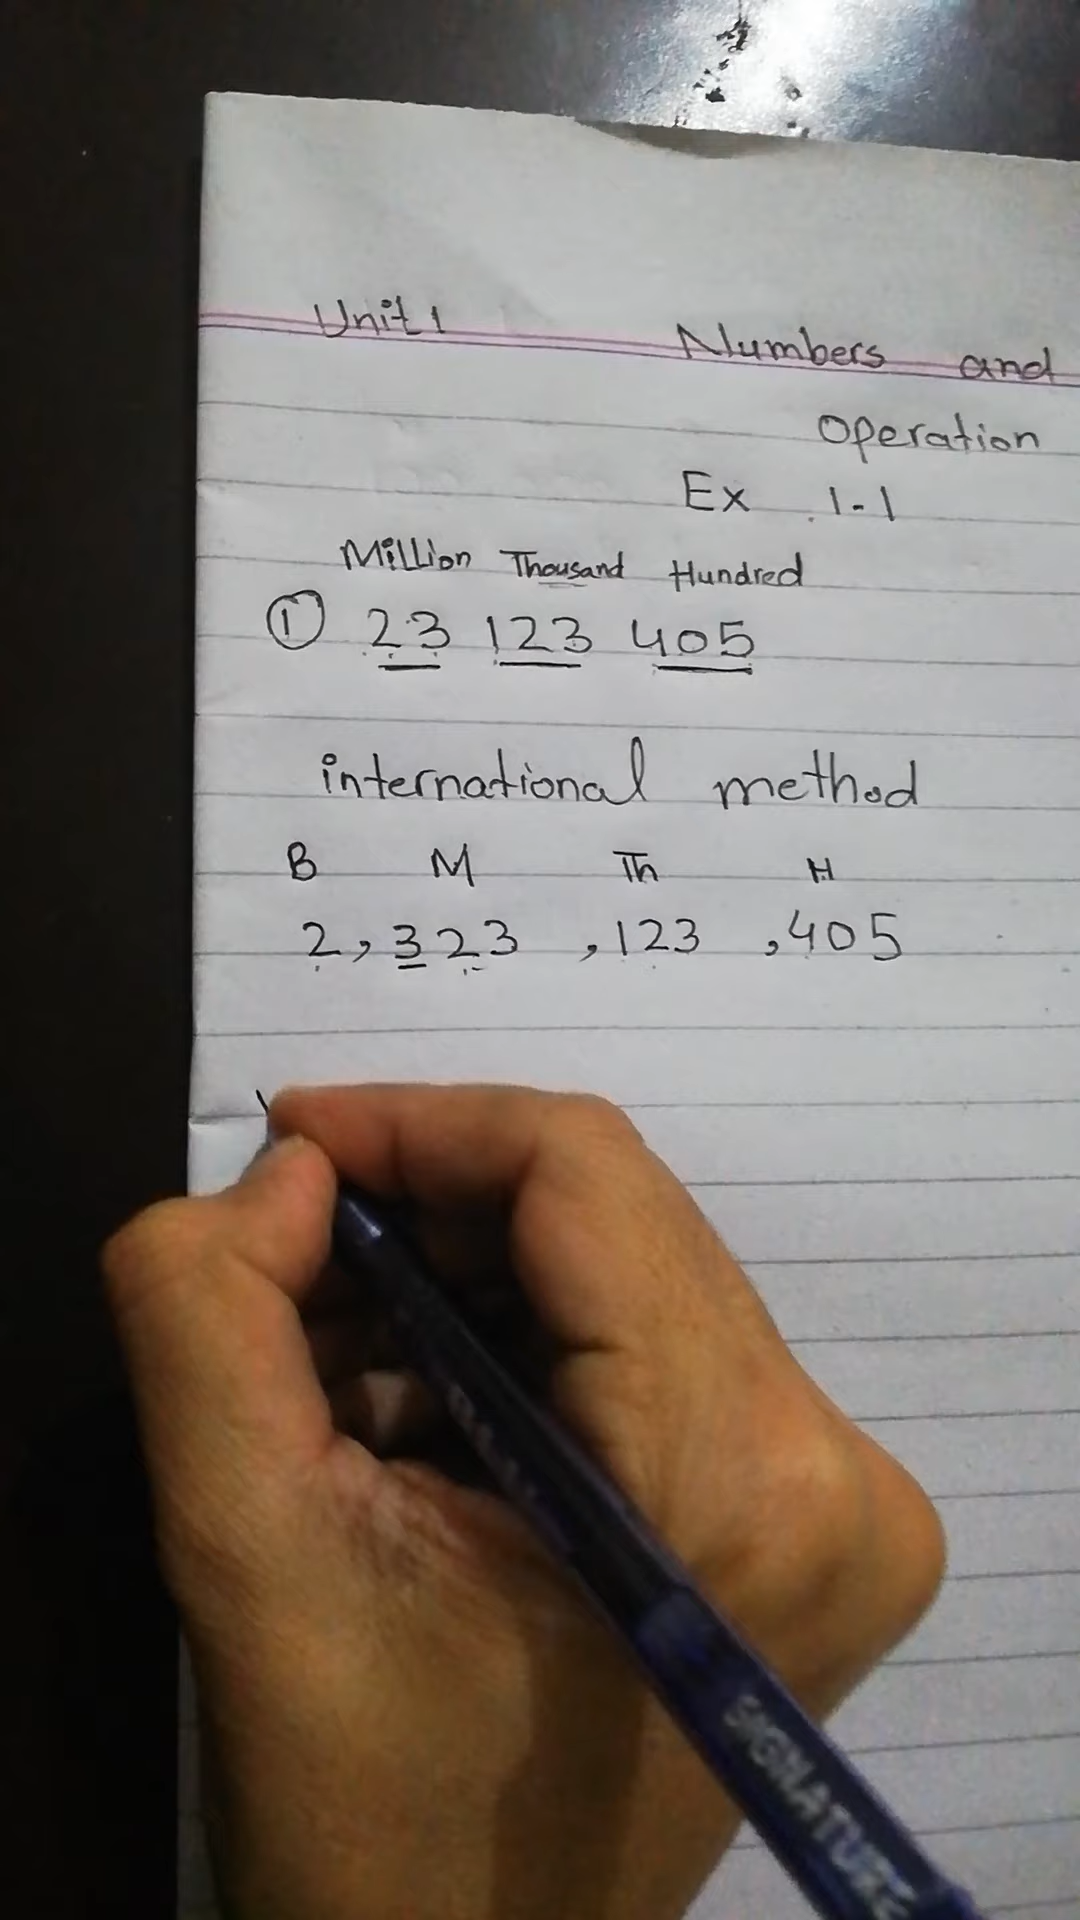 Unit 1 Numbers and
Operation
Ex 1-1
Million Thousand Hundred
① 23 123 405
international method
B M Th H
2, 323 , 123 , 405
SIGNATURE